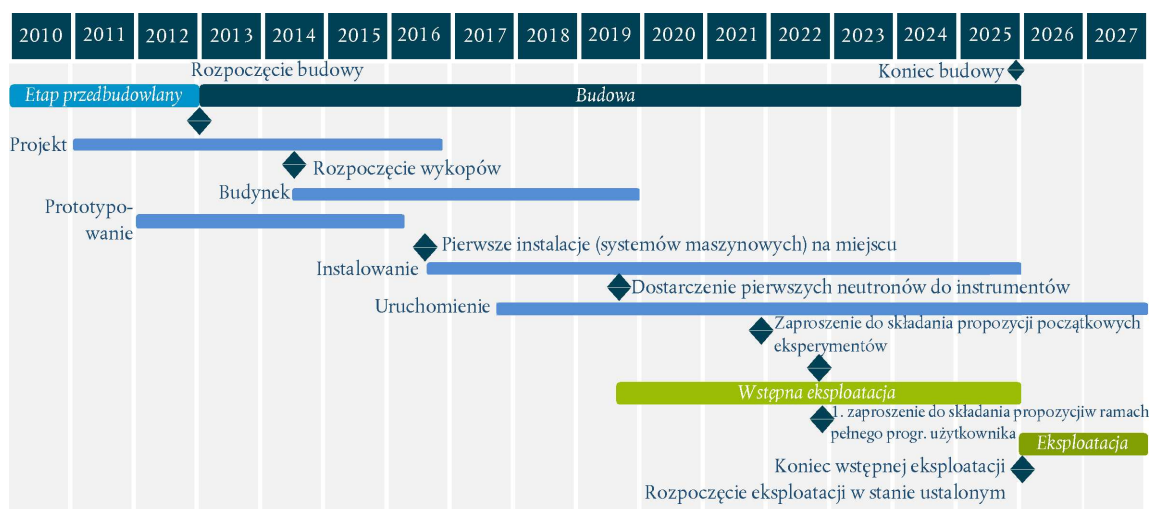 2010 2011 2012 2013 2014 2015 2016 2017 2018 2019 2020 2021 2022 2023 2024 2025 2026 2027
Rozpoczęcie budowy
Koniec budowy
Etap przedbudowlany
Budowa
Projekt
Rozpoczęcie wykopów
Budynek
Prototypo-
wanie
Pierwsze instalacje (systemów maszynowych) na miejscu
Instalowanie
Dostarczenie pierwszych neutronów do instrumentów
Uruchomienie
Zaproszenie do składania propozycji początkowych
eksperymentów
Wstępna eksploatacja
1. zaproszenie do składania propozycjiw ramach
pełnego progr. użytkownika
Eksploatacja
Koniec wstępnej eksploatacji
Rozpoczęcie eksploatacji w stanie ustalonym